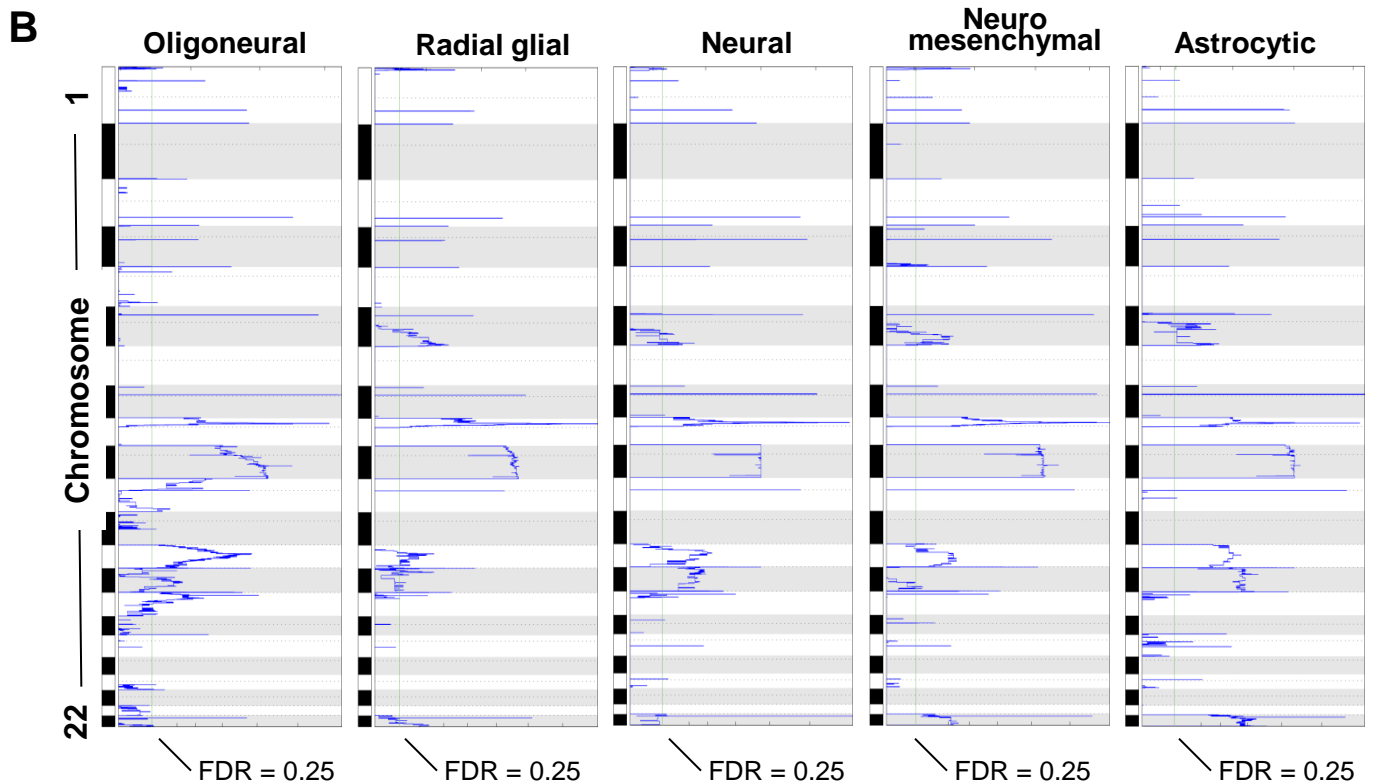 B
Oligoneural
Radial glial
Neural
Neuro
mesenchymal
Astrocytic
1
Chromosome
22
FDR = 0.25
FDR = 0.25
FDR = 0.25
FDR = 0.25
FDR = 0.25